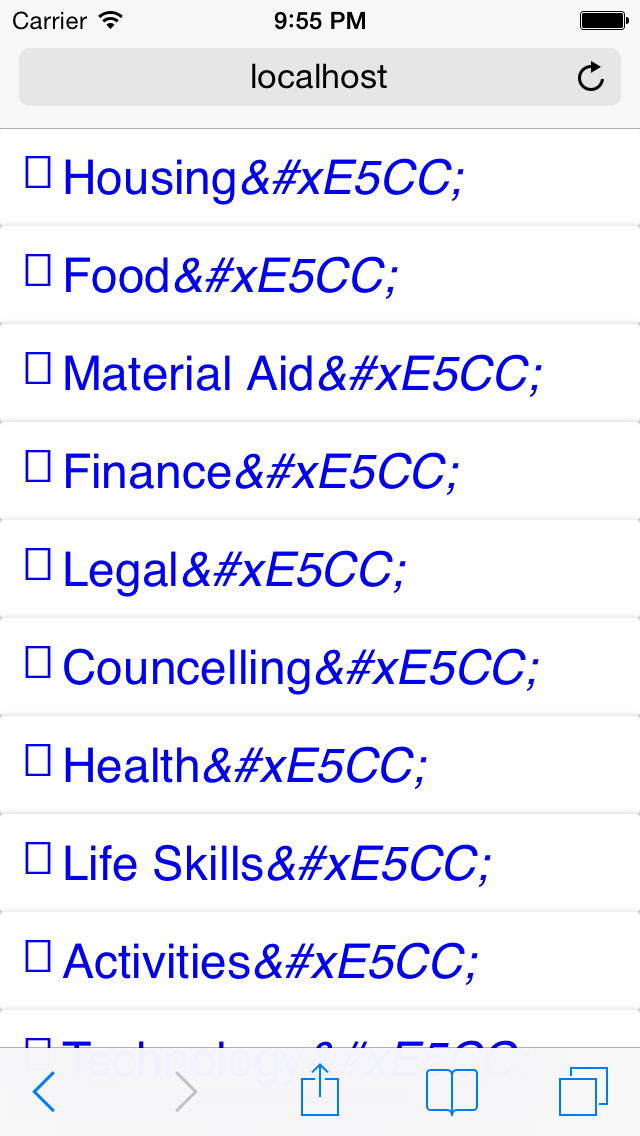 Carrier 9:55 PM
localhost
Housing&#xE5CC;
Food&#xE5CC;
Material Aid&#xE5CC;
Finance&#xE5CC;
Legal&#xE5CC;
Councelling&#xE5CC;
Health&#xE5CC;
Life Skills&#xE5CC;
Activities&#xE5CC;
Technology&#xE5CC;